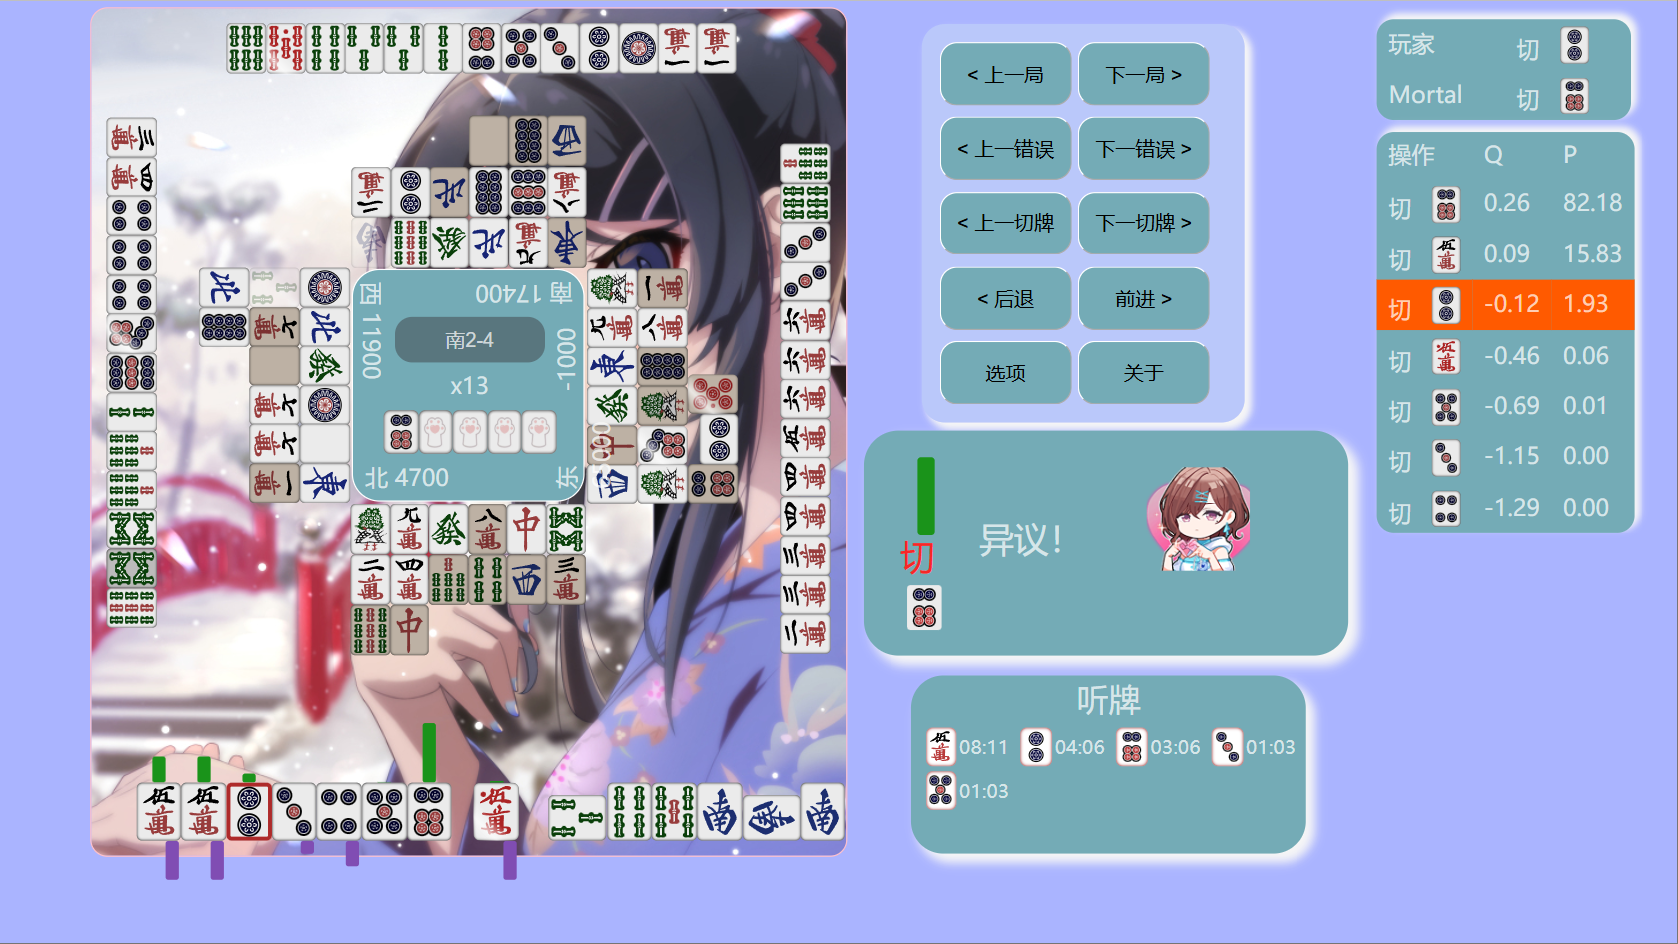 < 上一局
下一局 >
< 上一错误
下一错误 >
< 上一切牌
下一切牌 >
< 后退
前进 >
选项
关于
玩家 切
Mortal 切
操作 Q P
切 0.26 82.18
切 0.09 15.83
切 -0.12 1.93
切 -0.46 0.06
切 -0.69 0.01
切 -1.15 0.00
切 -1.29 0.00
切
异议！
听牌
08:11 04:06 03:06 01:03
01:03
南 17400
西 11900
南2-4
-1000
x13
北 4700
东